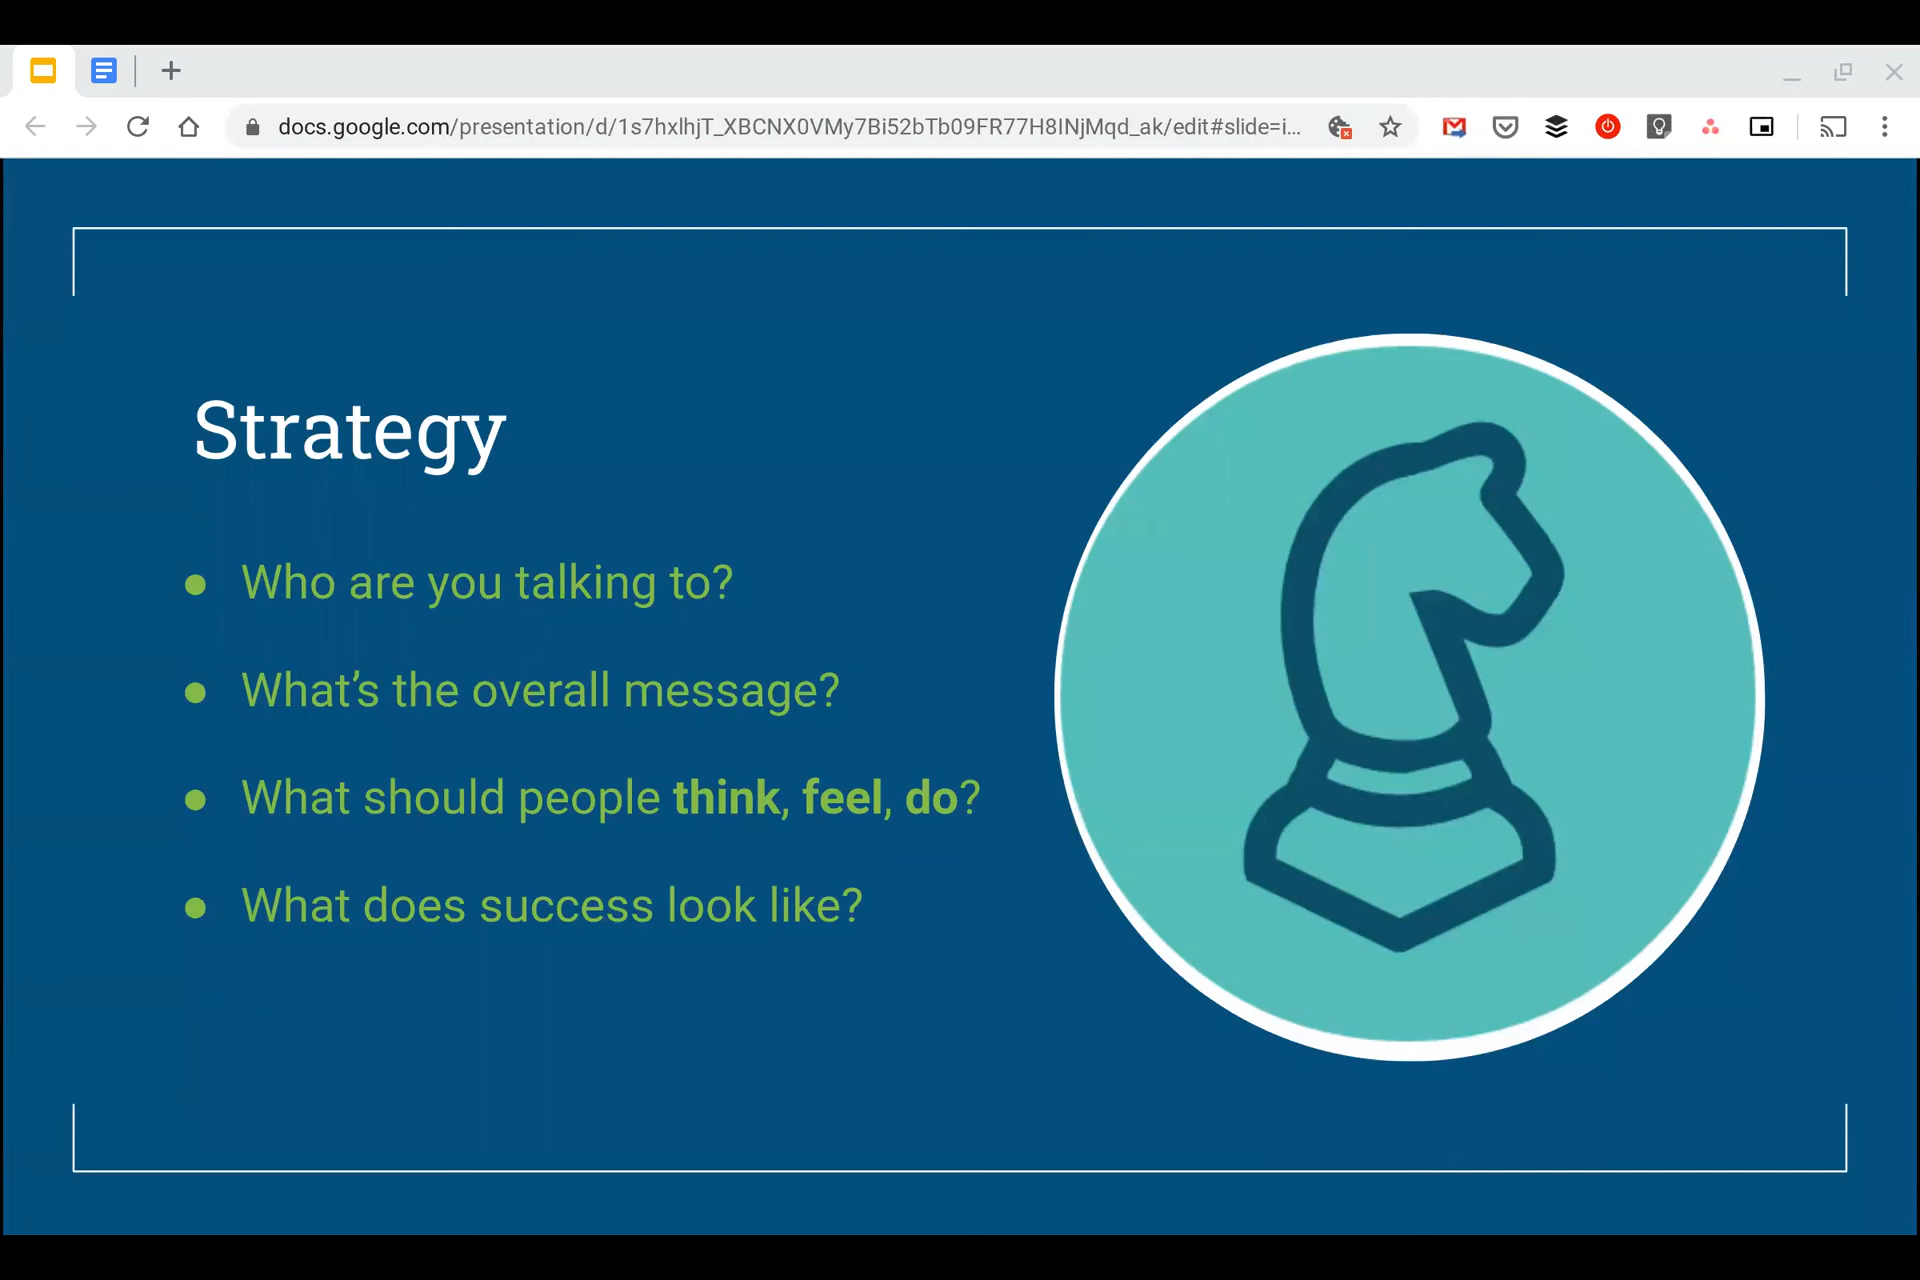 docs.google.com/presentation/d/1s7hxlhjT_XBCNX0VMy7Bi52bTb09FR77H8INjMqd_ak/edit#slide=i...
Strategy
● Who are you talking to?
● What’s the overall message?
● What should people think, feel, do?
● What does success look like?